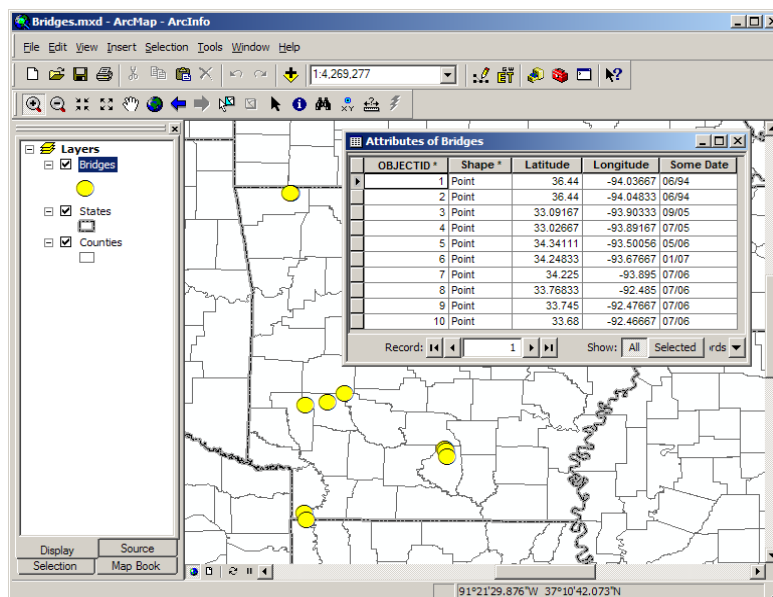 Bridges.mxd - ArcMap - ArcInfo
File Edit View Insert Selection Tools Window Help
1:4,269,277
XY
Layers
Bridges
States
Counties
Attributes of Bridges
OBJECTID * Shape * Latitude Longitude Some Date
1 Point 36.44 -94.03667 06/94
2 Point 36.44 -94.04833 06/94
3 Point 33.09167 -93.90333 09/05
4 Point 33.02667 -93.89167 07/05
5 Point 34.34111 -93.50056 05/06
6 Point 34.24833 -93.67667 01/07
7 Point 34.225 -93.895 07/06
8 Point 33.76833 -92.485 07/06
9 Point 33.745 -92.47667 07/06
10 Point 33.68 -92.46667 07/06
Record: 1 Show: All Selected rds
Display Source
Selection Map Book
91°21'29.876"W 37°10'42.073"N